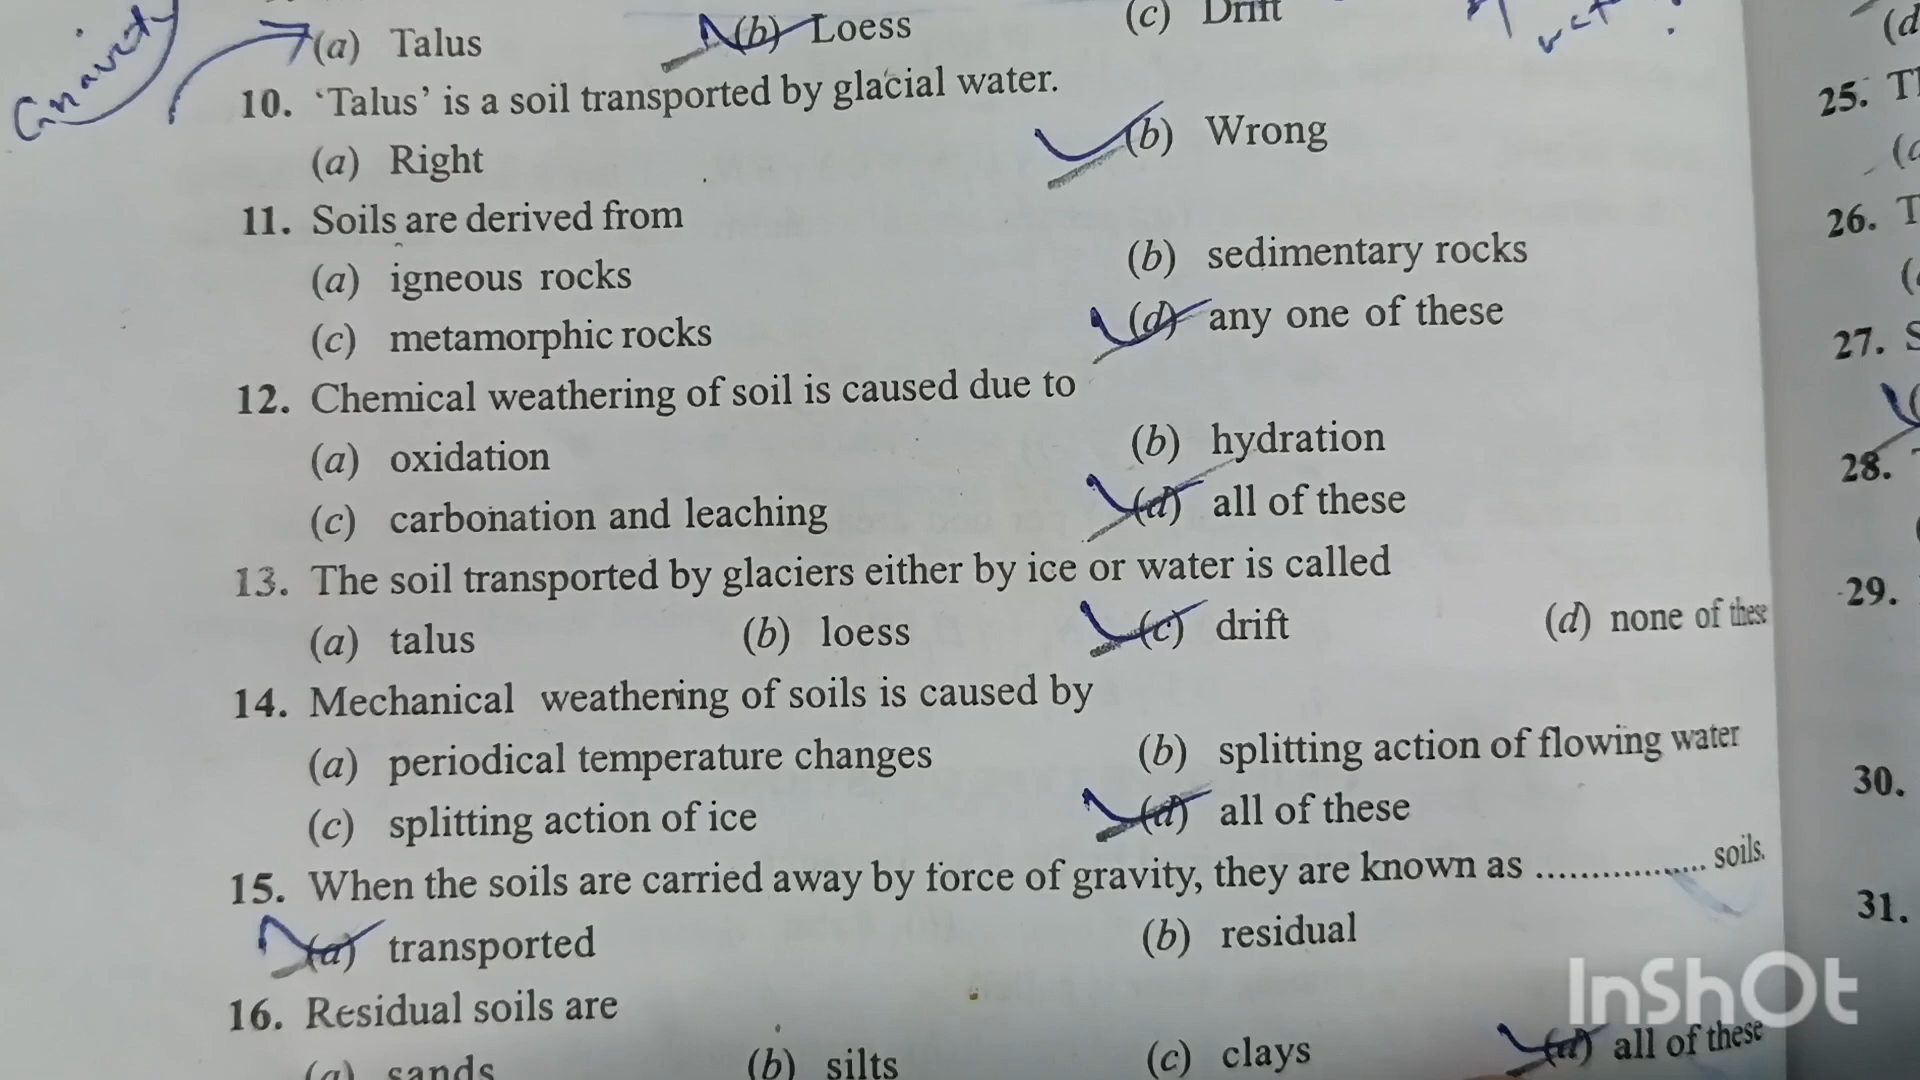 Gravity
(a) Talus (b) Loess (c) Drift
10. ‘Talus’ is a soil transported by glacial water.
(a) Right (b) Wrong
11. Soils are derived from
(a) igneous rocks (b) sedimentary rocks
(c) metamorphic rocks (d) any one of these
12. Chemical weathering of soil is caused due to
(a) oxidation (b) hydration
(c) carbonation and leaching (d) all of these
13. The soil transported by glaciers either by ice or water is called
(a) talus (b) loess (c) drift (d) none of these
14. Mechanical weathering of soils is caused by
(a) periodical temperature changes (b) splitting action of flowing water
(c) splitting action of ice (d) all of these
15. When the soils are carried away by force of gravity, they are known as ................ soils.
(a) transported (b) residual
16. Residual soils are
(a) sands (b) silts (c) clays (d) all of these
(d
25. T
26. T
27. S
28.
29.
30.
31.
InShOt